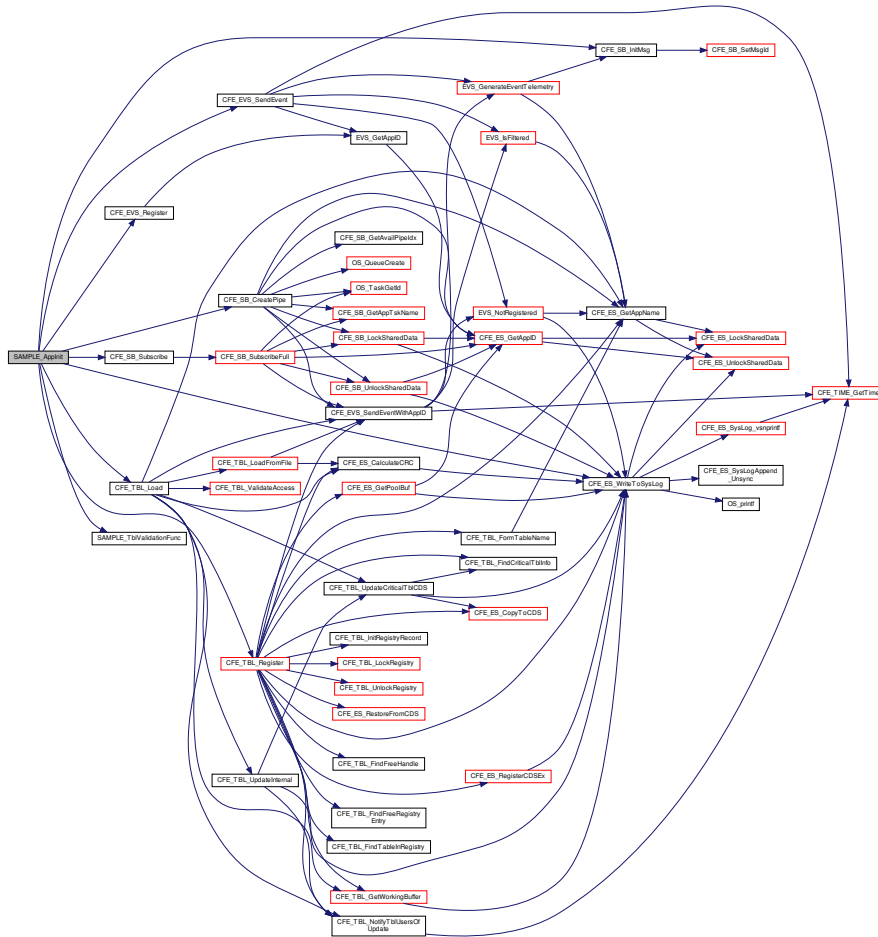 CFE_SB_InitMsg
CFE_SB_SetMsgId
EVS_GenerateEventTelemetry
CFE_EVS_SendEvent
EVS_GetAppID
EVS_IsFiltered
CFE_EVS_Register
CFE_SB_GetAvailPipeIdx
OS_QueueCreate
OS_TaskGetId
CFE_SB_CreatePipe
CFE_SB_GetAppTskName
EVS_NotRegistered
CFE_ES_GetAppName
CFE_SB_LockSharedData
CFE_ES_GetAppID
CFE_ES_LockSharedData
SAMPLE_AppInit
CFE_SB_Subscribe
CFE_SB_SubscribeFull
CFE_ES_UnlockSharedData
CFE_SB_UnlockSharedData
CFE_TIME_GetTime
CFE_EVS_SendEventWithAppID
CFE_ES_SysLog_vsnprintf
CFE_TBL_LoadFromFile
CFE_ES_CalculateCRC
CFE_ES_SysLogAppend
_Unsync
CFE_TBL_Load
CFE_TBL_ValidateAccess
CFE_ES_GetPoolBuf
CFE_ES_WriteToSysLog
OS_printf
SAMPLE_TblValidationFunc
CFE_TBL_FormTableName
CFE_TBL_FindCriticalTblInfo
CFE_TBL_UpdateCriticalTblCDS
CFE_ES_CopyToCDS
CFE_TBL_InitRegistryRecord
CFE_TBL_Register
CFE_TBL_LockRegistry
CFE_TBL_UnlockRegistry
CFE_ES_RestoreFromCDS
CFE_TBL_FindFreeHandle
CFE_ES_RegisterCDSEx
CFE_TBL_UpdateInternal
CFE_TBL_FindFreeRegistry
Entry
CFE_TBL_FindTableInRegistry
CFE_TBL_GetWorkingBuffer
CFE_TBL_NotifyTblUsersOf
Update